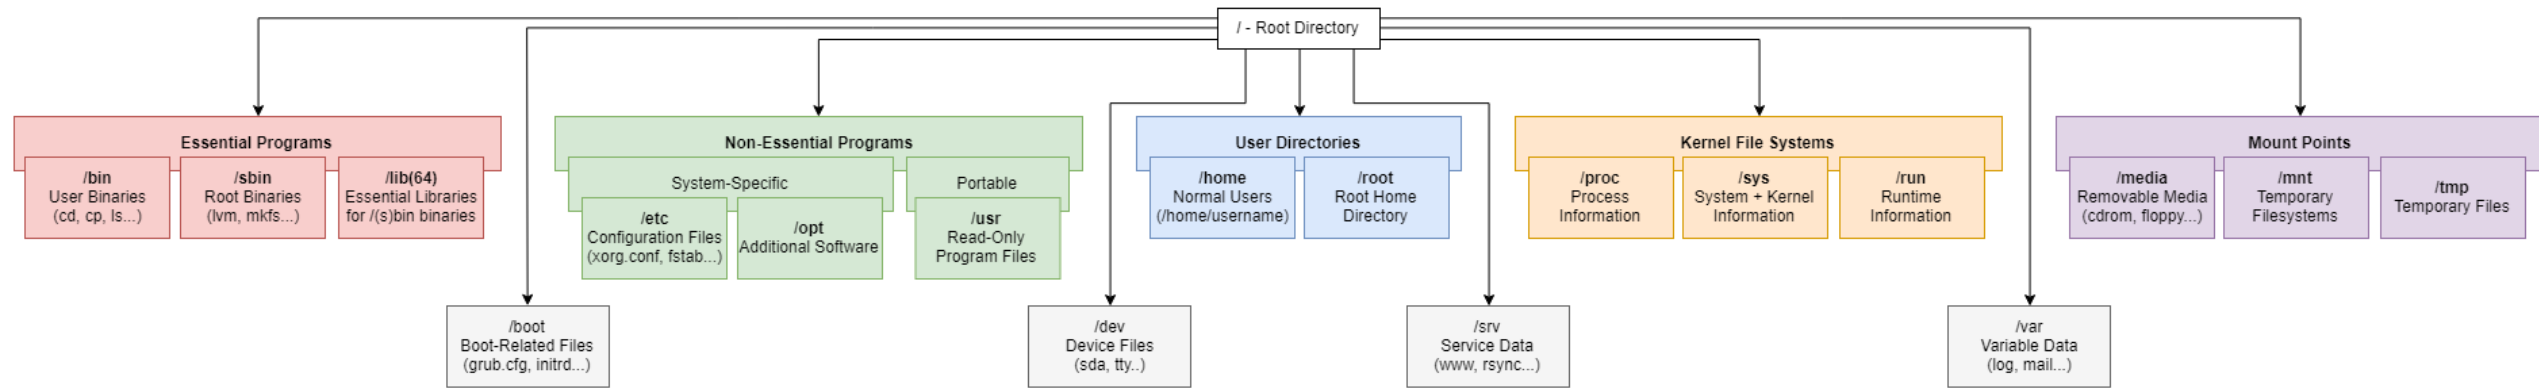 / - Root Directory
Essential Programs
/bin
User Binaries
(cd, cp, ls...)
/sbin
Root Binaries
(lvm, mkfs...)
/lib(64)
Essential Libraries
for /(s)bin binaries
Non-Essential Programs
System-Specific
/etc
Configuration Files
(xorg.conf, fstab...)
/opt
Additional Software
Portable
/usr
Read-Only
Program Files
User Directories
/home
Normal Users
(/home/username)
/root
Root Home
Directory
Kernel File Systems
/proc
Process
Information
/sys
System + Kernel
Information
/run
Runtime
Information
Mount Points
/media
Removable Media
(cdrom, floppy...)
/mnt
Temporary
Filesystems
/tmp
Temporary Files
/boot
Boot-Related Files
(grub.cfg, initrd...)
/dev
Device Files
(sda, tty..)
/srv
Service Data
(www, rsync...)
/var
Variable Data
(log, mail...)